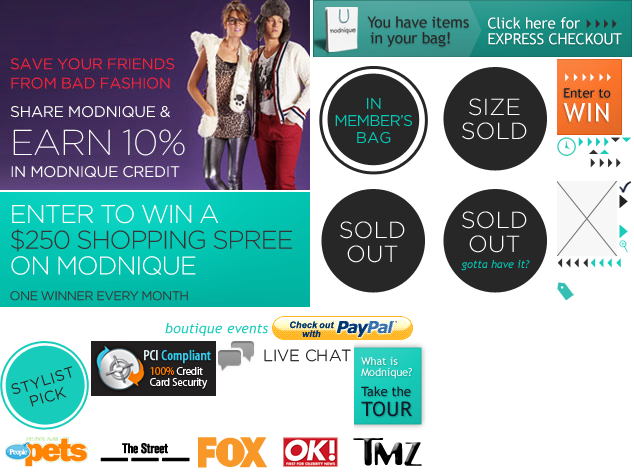 SAVE YOUR FRIENDS
FROM BAD FASHION
SHARE MODNIQUE &
EARN 10%
IN MODNIQUE CREDIT
modnique
You have items
in your bag!
Click here for
EXPRESS CHECKOUT
IN
MEMBER'S
BAG
SIZE
SOLD
Enter to
WIN
ENTER TO WIN A
$250 SHOPPING SPREE
ON MODNIQUE
ONE WINNER EVERY MONTH
SOLD
OUT
SOLD
OUT
gotta have it?
boutique events
Check out
with
PayPal
STYLIST
PICK
PCI Compliant
100% Credit
Card Security
LIVE CHAT
What is
Modnique?
Take the
TOUR
People
pets
The Street
FOX
OK!
FIRST FOR CELEBRITY NEWS
TMZ